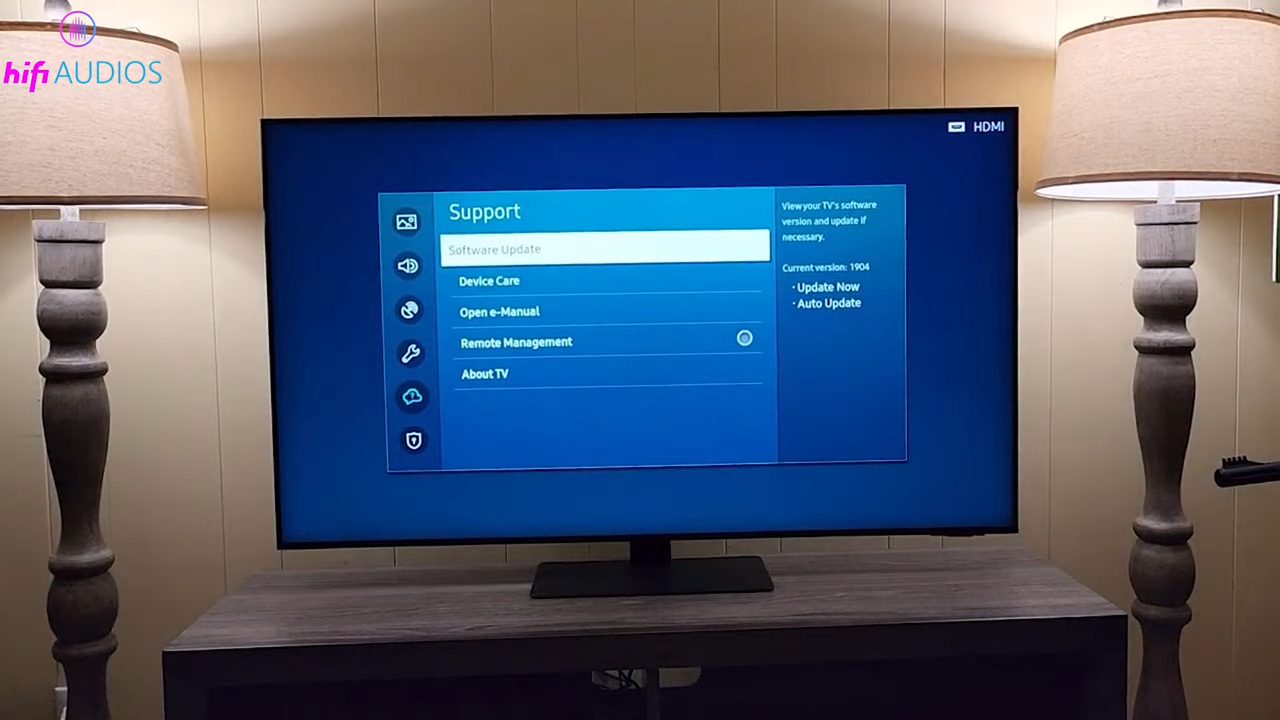 hifi AUDIOS
HDMI
Support
Software Update
Device Care
Open e-Manual
Remote Management
About TV
View your TV's software
version and update if
necessary.
Current version: 1904
· Update Now
· Auto Update